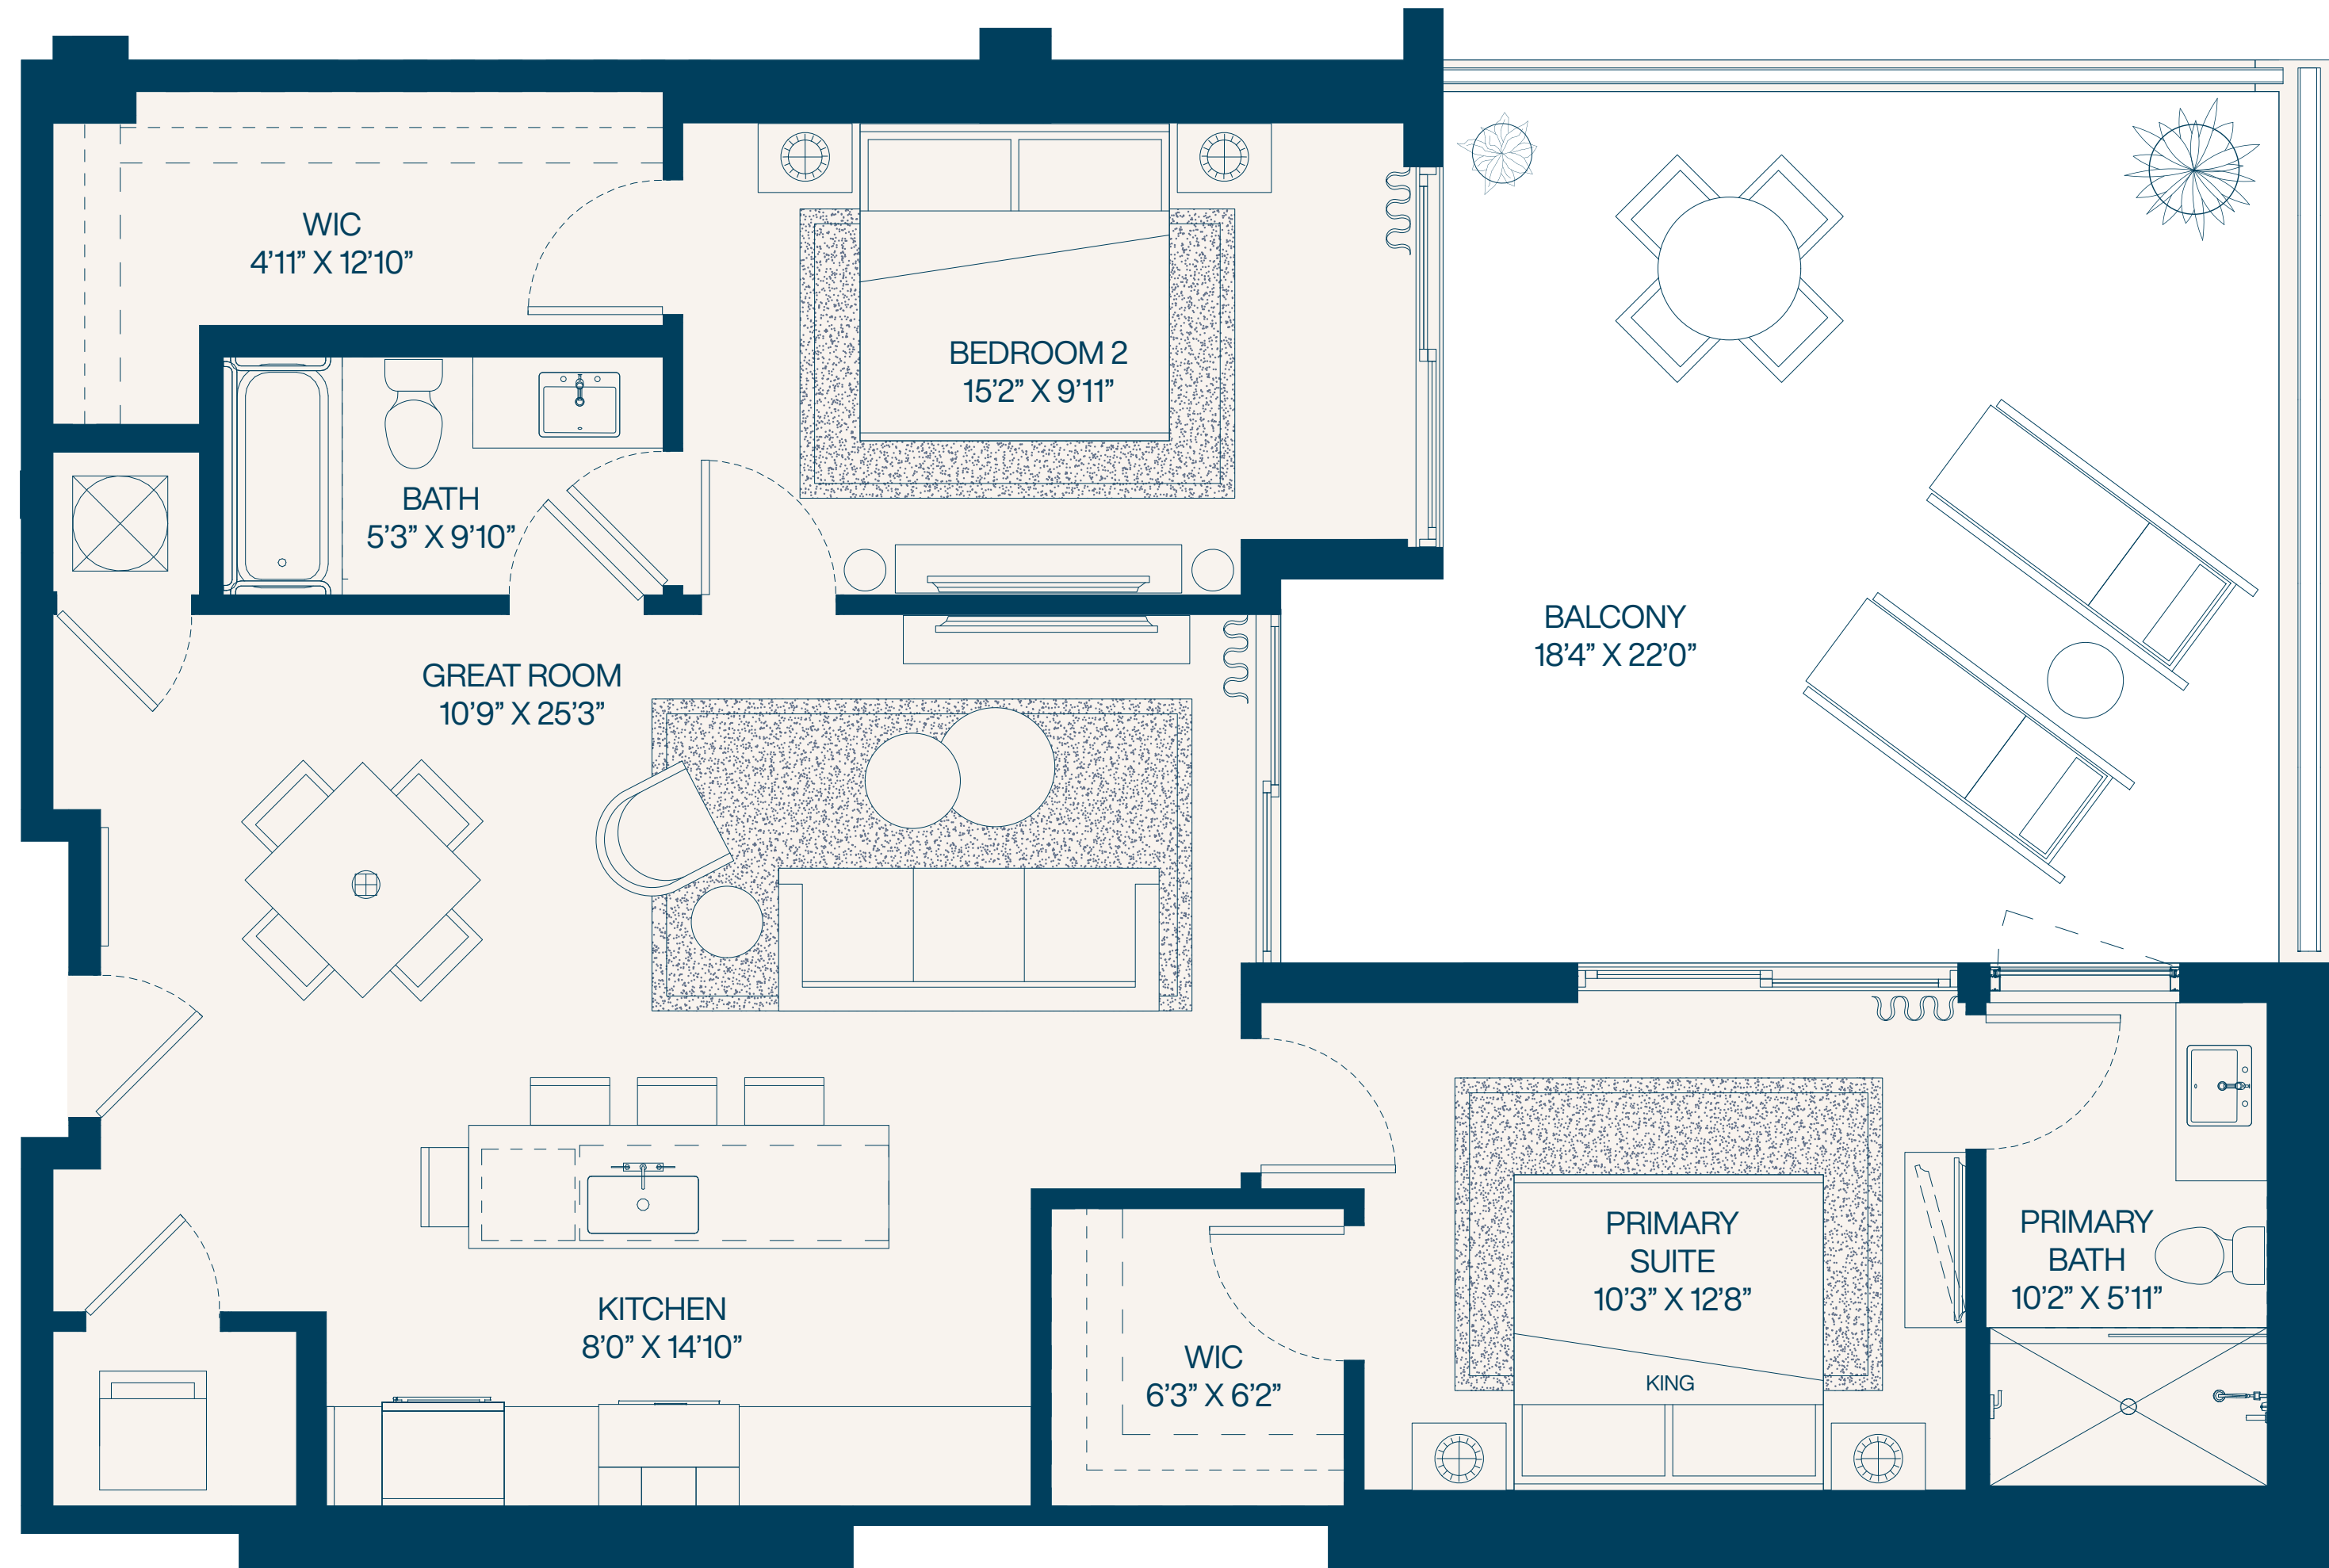 WIC
4’11” X 12’10”
BEDROOM 2
15’2” X 9’11”
BATH
5’3” X 9’10”
BALCONY
18’4” X 22’0”
GREAT ROOM
10’9” X 25’3”
PRIMARY
SUITE
10’3” X 12’8”
KING
PRIMARY
BATH
10’2” X 5’11”
KITCHEN
8’0” X 14’10”
WIC
6’3” X 6’2”